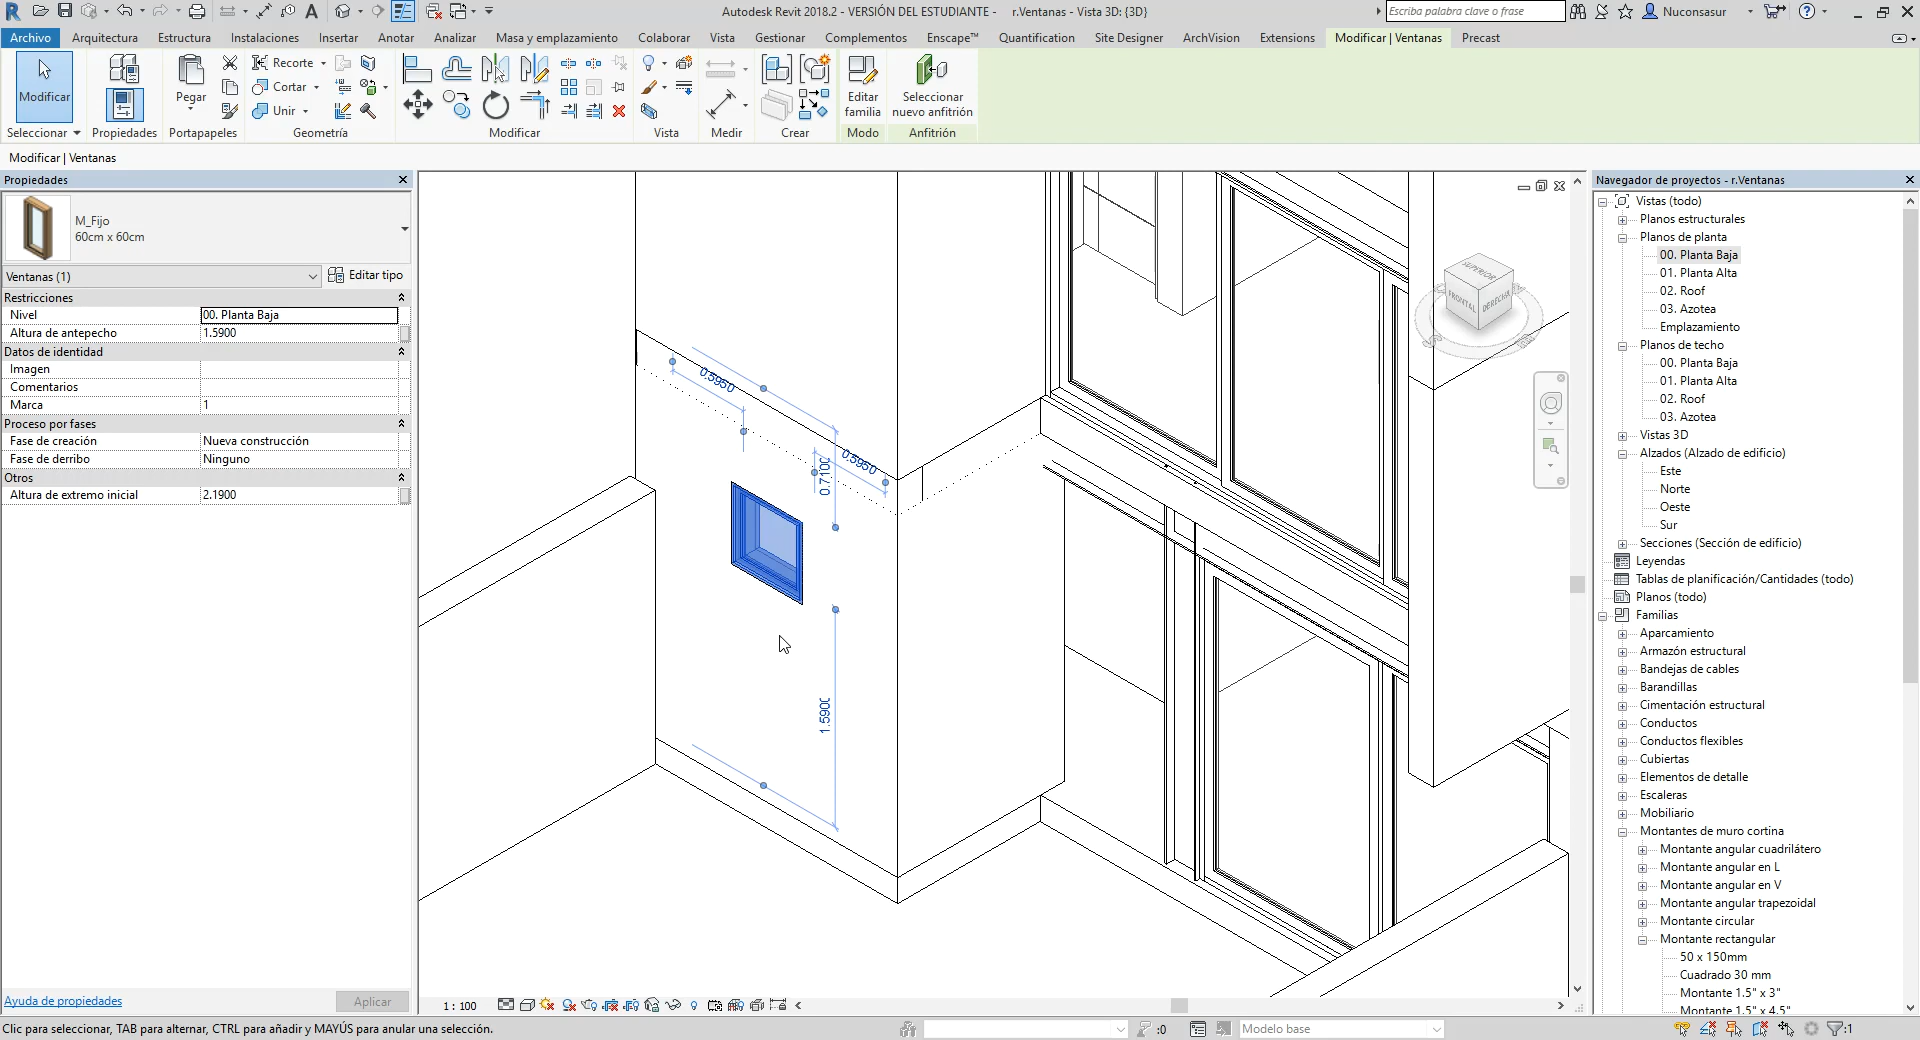 Autodesk Revit 2018.2 - VERSIÓN DEL ESTUDIANTE - r.Ventanas - Vista 3D: {3D}
Escriba palabra clave o frase
Nuconsasur
Archivo Arquitectura Estructura Instalaciones Insertar Anotar Analizar Masa y emplazamiento Colaborar Vista Gestionar Complementos Enscape™ Quantification Site Designer ArchVision Extensions Modificar | Ventanas Precast
Modificar
Pegar
Recorte
Cortar
Unir
Editar familia
Seleccionar nuevo anfitrión
Seleccionar Propiedades Portapapeles Geometría Modificar Vista Medir Crear Modo Anfitrión
Modificar | Ventanas
Propiedades
M_Fijo
60cm x 60cm
Ventanas (1)
Editar tipo
Restricciones
Nivel 00. Planta Baja
Altura de antepecho 1.5900
Datos de identidad
Imagen
Comentarios
Marca 1
Proceso por fases
Fase de creación Nueva construcción
Fase de derribo Ninguno
Otros
Altura de extremo inicial 2.1900
Ayuda de propiedades
Aplicar
0.5950
0.5950
0.7100
1.5900
SUPERIOR
FRONTAL
DERECHA
1 : 100
Navegador de proyectos - r.Ventanas
Vistas (todo)
Planos estructurales
Planos de planta
00. Planta Baja
01. Planta Alta
02. Roof
03. Azotea
Emplazamiento
Planos de techo
00. Planta Baja
01. Planta Alta
02. Roof
03. Azotea
Vistas 3D
Alzados (Alzado de edificio)
Este
Norte
Oeste
Sur
Secciones (Sección de edificio)
Leyendas
Tablas de planificación/Cantidades (todo)
Planos (todo)
Familias
Aparcamiento
Armazón estructural
Bandejas de cables
Barandillas
Cimentación estructural
Conductos
Conductos flexibles
Cubiertas
Elementos de detalle
Escaleras
Mobiliario
Montantes de muro cortina
Montante angular cuadrilátero
Montante angular en L
Montante angular en V
Montante angular trapezoidal
Montante circular
Montante rectangular
50 x 150mm
Cuadrado 30 mm
Montante 1.5" x 3"
Montante 1.5" x 4.5"
Clic para seleccionar, TAB para alternar, CTRL para añadir y MAYÚS para anular una selección.
:0
Modelo base
:1